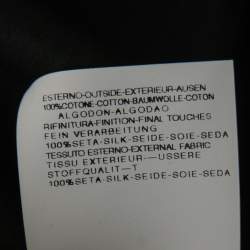 ESTERNO-OUTSIDE-EXTERIEUR-AUSEN
100%COTONE-COTTON-BAUMWOLLE-COTON
ALGODON-ALGODAO
RIFINITURA-FINITION-FINAL TOUCHES
FEIN VERARBEITUNG
100%SETA-SILK-SEIDE-SOIE-SEDA
TESSUTO ESTERNO-EXTERNAL FABRIC
TISSU EXTERIEUR-—USSERE
STOFFQUALIT—T
100%SETA-SILK-SEIDE-SOIE-SEDA